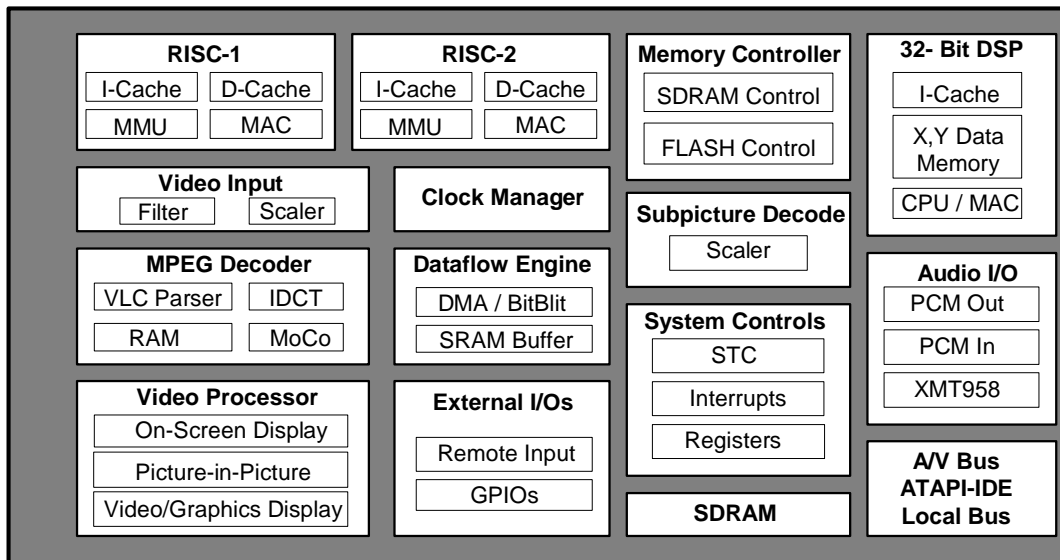 RISC-1
I-Cache
D-Cache
MMU
MAC
RISC-2
I-Cache
D-Cache
MMU
MAC
Memory Controller
SDRAM Control
FLASH Control
32- Bit DSP
I-Cache
X,Y Data
Memory
CPU / MAC
Video Input
Filter
Scaler
Clock Manager
Subpicture Decode
Scaler
MPEG Decoder
VLC Parser
IDCT
RAM
MoCo
Dataflow Engine
DMA / BitBlit
SRAM Buffer
System Controls
STC
Interrupts
Registers
Audio I/O
PCM Out
PCM In
XMT958
Video Processor
On-Screen Display
Picture-in-Picture
Video/Graphics Display
External I/Os
Remote Input
GPIOs
SDRAM
A/V Bus
ATAPI-IDE
Local Bus